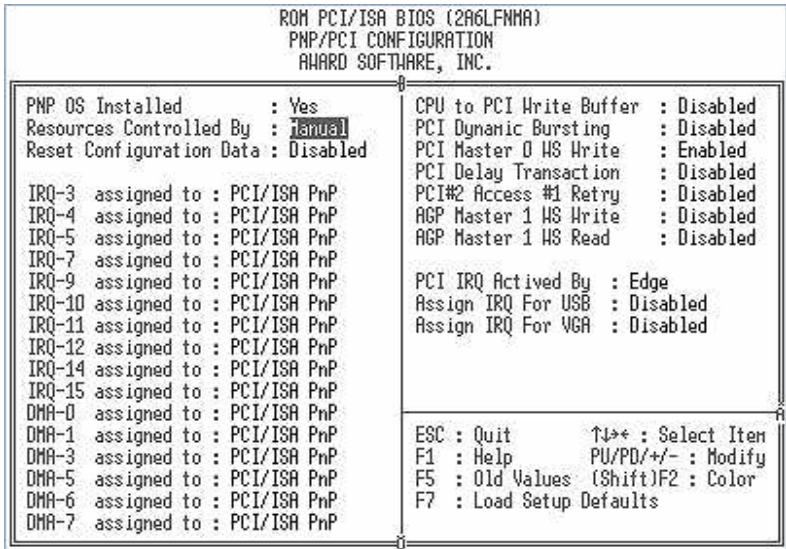 ROM PCI/ISA BIOS (2A6LFNMA)
PNP/PCI CONFIGURATION
AWARD SOFTWARE, INC.
PNP OS Installed : Yes
Resources Controlled By : Manual
Reset Configuration Data : Disabled
IRQ-3 assigned to : PCI/ISA PnP
IRQ-4 assigned to : PCI/ISA PnP
IRQ-5 assigned to : PCI/ISA PnP
IRQ-7 assigned to : PCI/ISA PnP
IRQ-9 assigned to : PCI/ISA PnP
IRQ-10 assigned to : PCI/ISA PnP
IRQ-11 assigned to : PCI/ISA PnP
IRQ-12 assigned to : PCI/ISA PnP
IRQ-14 assigned to : PCI/ISA PnP
IRQ-15 assigned to : PCI/ISA PnP
DMA-0 assigned to : PCI/ISA PnP
DMA-1 assigned to : PCI/ISA PnP
DMA-3 assigned to : PCI/ISA PnP
DMA-5 assigned to : PCI/ISA PnP
DMA-6 assigned to : PCI/ISA PnP
DMA-7 assigned to : PCI/ISA PnP
CPU to PCI Write Buffer : Disabled
PCI Dynamic Bursting : Disabled
PCI Master 0 WS Write : Enabled
PCI Delay Transaction : Disabled
PCI#2 Access #1 Retry : Disabled
AGP Master 1 WS Write : Disabled
AGP Master 1 WS Read : Disabled
PCI IRQ Actived By : Edge
Assign IRQ For USB : Disabled
Assign IRQ For VGA : Disabled
ESC : Quit ↑↓→← : Select Item
F1 : Help PU/PD/+/- : Modify
F5 : Old Values (Shift)F2 : Color
F7 : Load Setup Defaults